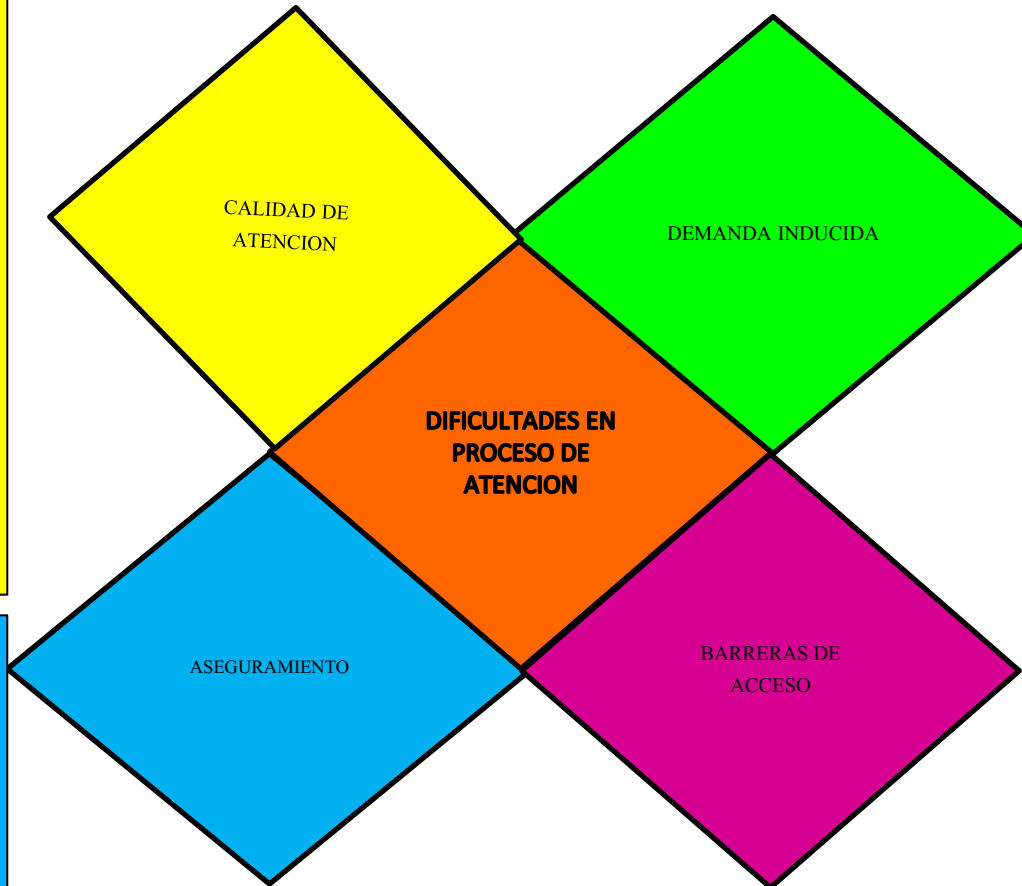 CALIDAD DE
ATENCION
DEMANDA INDUCIDA
DIFICULTADES EN
PROCESO DE
ATENCION
ASEGURAMIENTO
BARRERAS DE
ACCESO